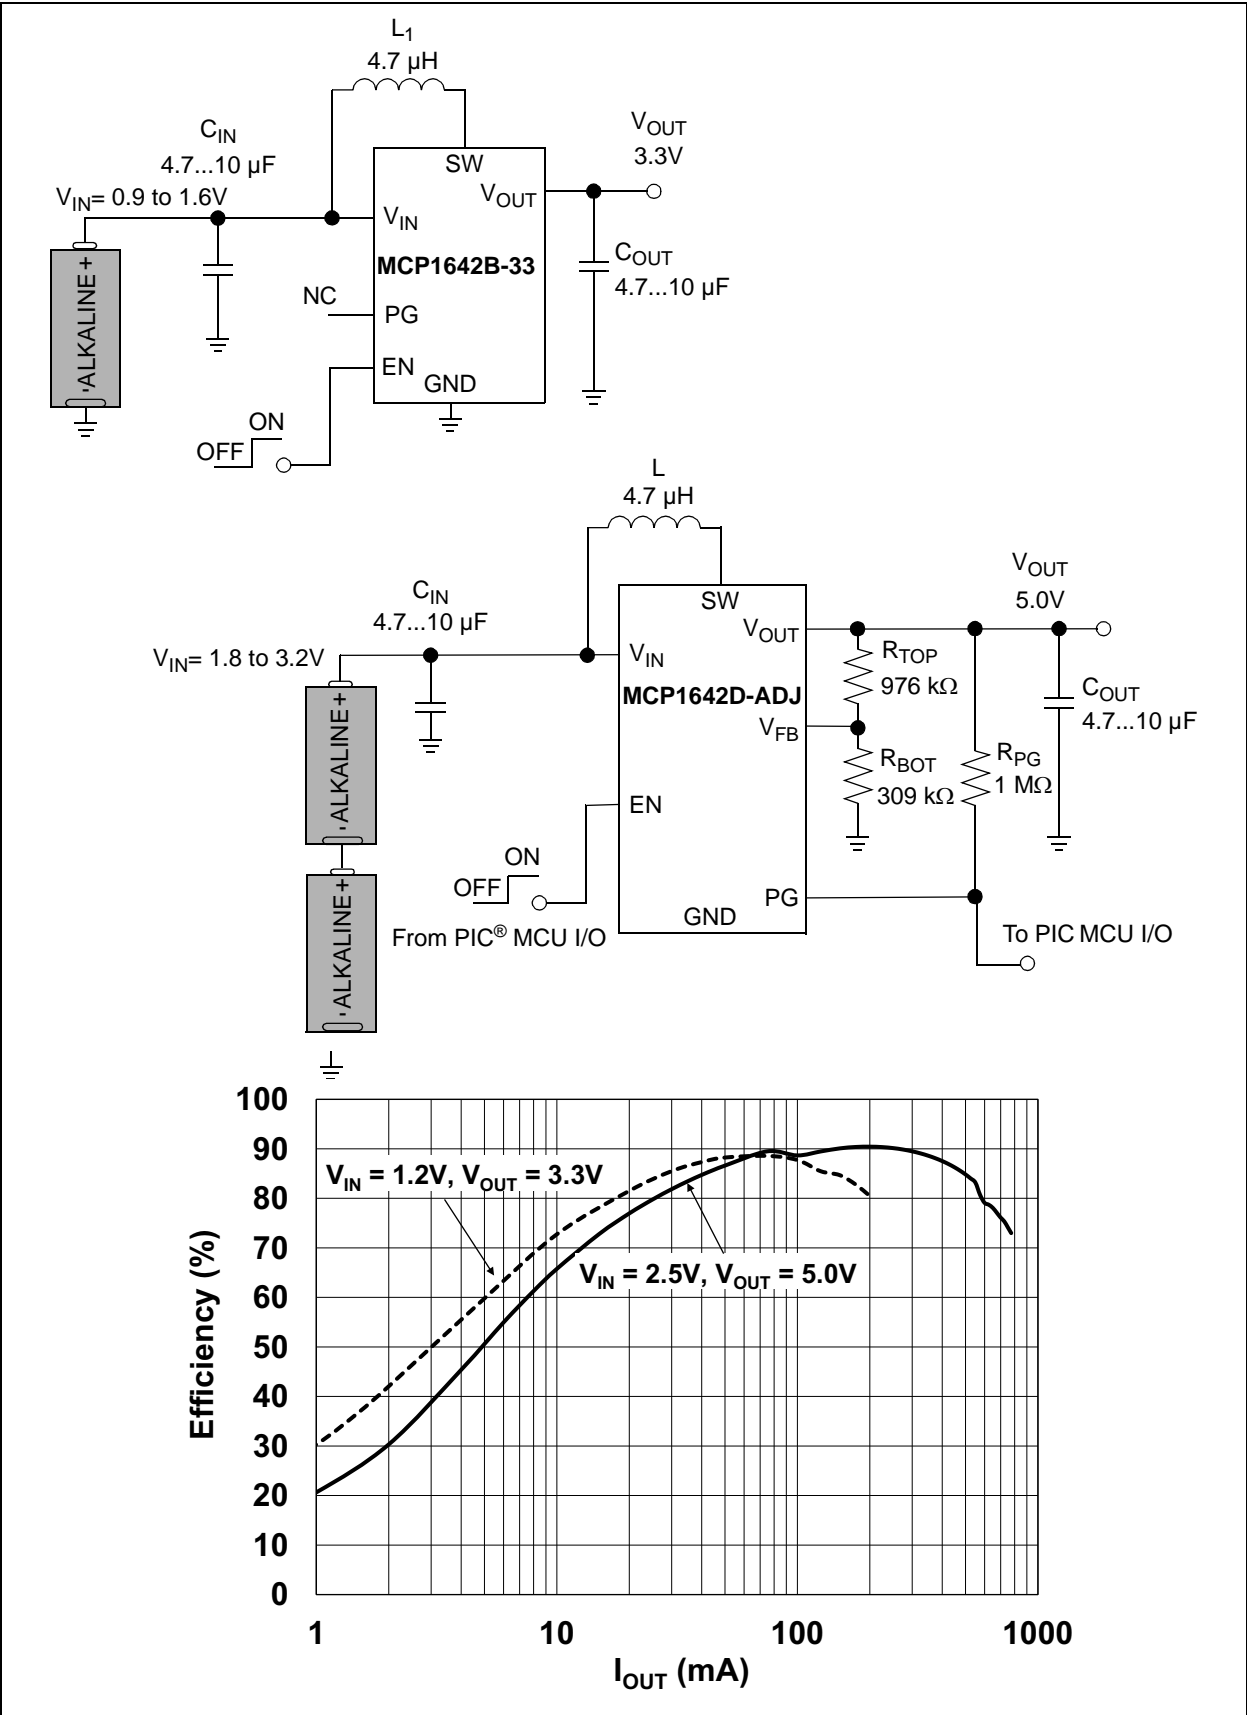 L1
4.7 µH
CIN
4.7...10 µF
VIN= 0.9 to 1.6V
VOUT
3.3V
SW
VOUT
VIN
MCP1642B-33
COUT
4.7...10 µF
NC
PG
EN
GND
- ALKALINE +
ON
OFF
L
4.7 µH
CIN
4.7...10 µF
VIN= 1.8 to 3.2V
VOUT
5.0V
SW
VOUT
VIN
RTOP
976 kΩ
MCP1642D-ADJ
COUT
4.7...10 µF
VFB
RBOT
309 kΩ
RPG
1 MΩ
EN
- ALKALINE +
ON
OFF
PG
GND
From PIC® MCU I/O
To PIC MCU I/O
- ALKALINE +
100
90
80
70
60
50
40
30
20
10
0
VIN = 1.2V, VOUT = 3.3V
VIN = 2.5V, VOUT = 5.0V
Efficiency (%)
1
10
100
1000
IOUT (mA)